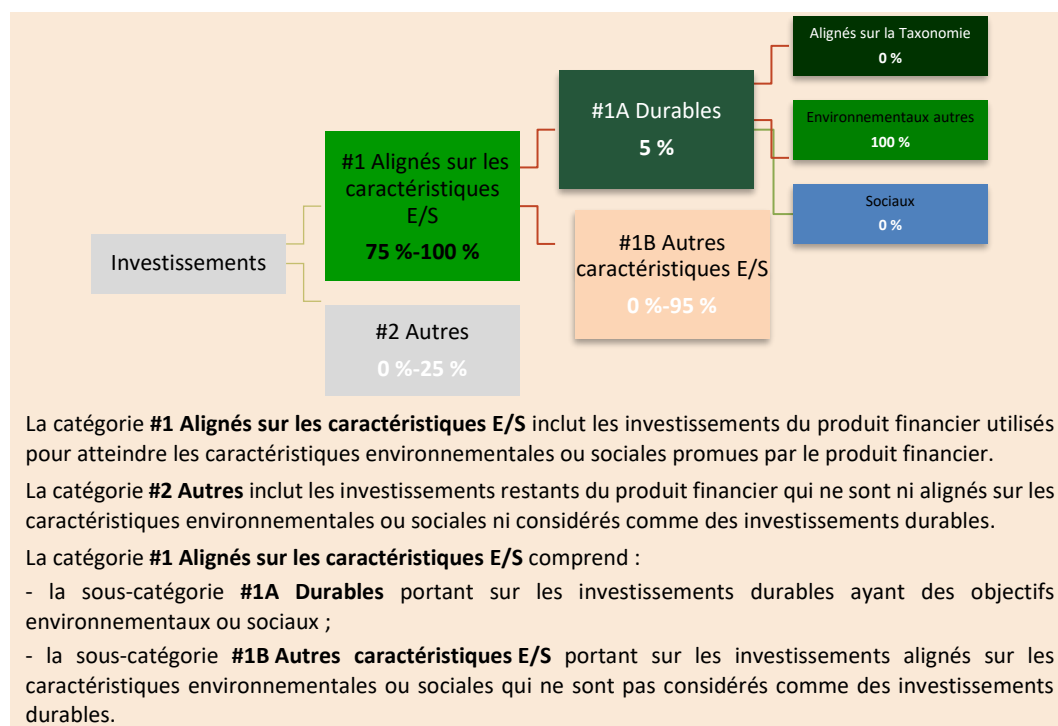 Alignés sur la Taxonomie
0 %
#1A Durables
5 %
Environnementaux autres
100 %
#1 Alignés sur les
caractéristiques
E/S
75 %-100 %
Sociaux
0 %
Investissements
#1B Autres
caractéristiques E/S
0 %-95 %
#2 Autres
0 %-25 %
La catégorie #1 Alignés sur les caractéristiques E/S inclut les investissements du produit financier utilisés
pour atteindre les caractéristiques environnementales ou sociales promues par le produit financier.
La catégorie #2 Autres inclut les investissements restants du produit financier qui ne sont ni alignés sur les
caractéristiques environnementales ou sociales ni considérés comme des investissements durables.
La catégorie #1 Alignés sur les caractéristiques E/S comprend :
- la sous-catégorie #1A Durables portant sur les investissements durables ayant des objectifs
environnementaux ou sociaux ;
- la sous-catégorie #1B Autres caractéristiques E/S portant sur les investissements alignés sur les
caractéristiques environnementales ou sociales qui ne sont pas considérés comme des investissements
durables.